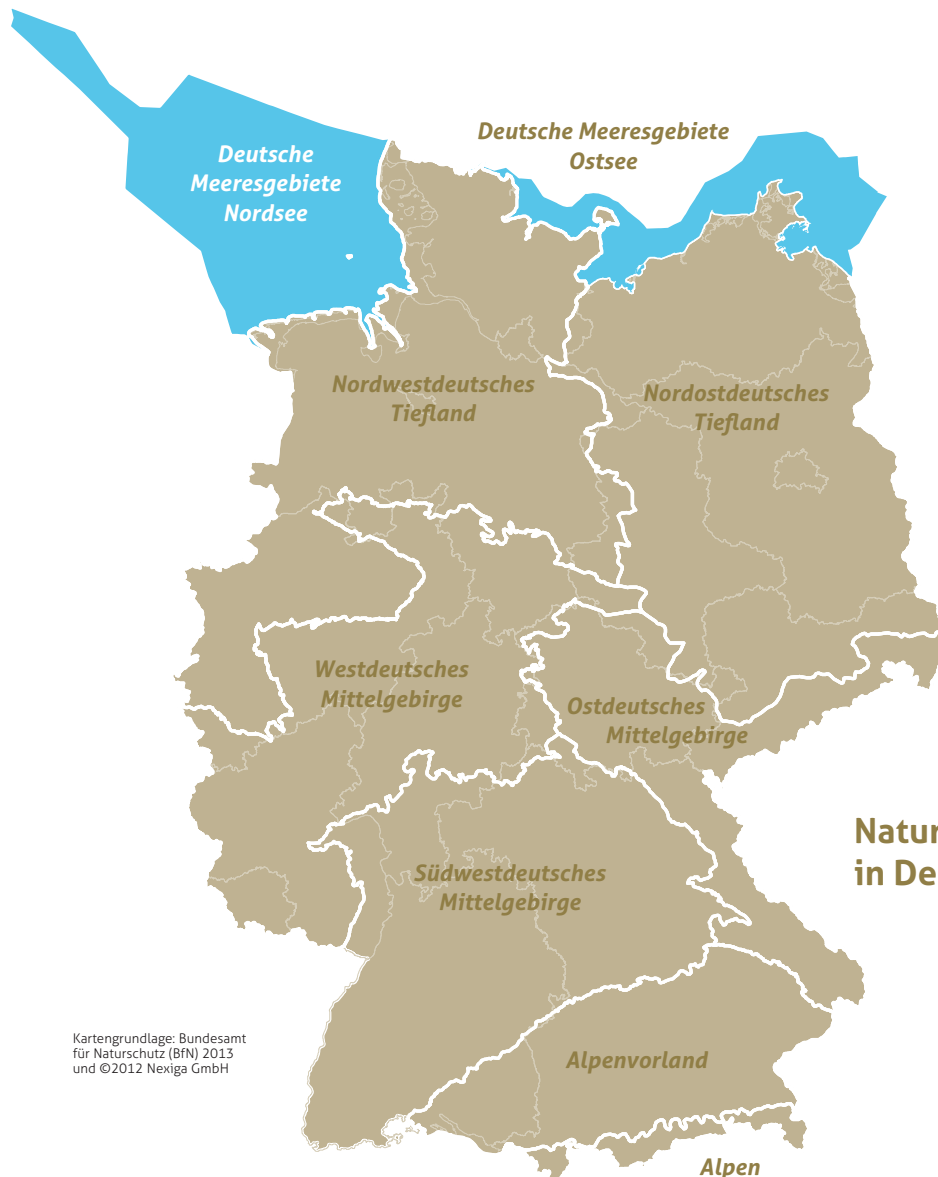 Deutsche Meeresgebiete
Ostsee
Deutsche
Meeresgebiete
Nordsee
Nordwestdeutsches
Tiefland
Nordostdeutsches
Tiefland
Westdeutsches
Mittelgebirge
Ostdeutsches
Mittelgebirge
Natur
in De
Südwestdeutsches
Mittelgebirge
Kartengrundlage: Bundesamt
für Naturschutz (BfN) 2013
und ©2012 Nexiga GmbH
Alpenvorland
Alpen